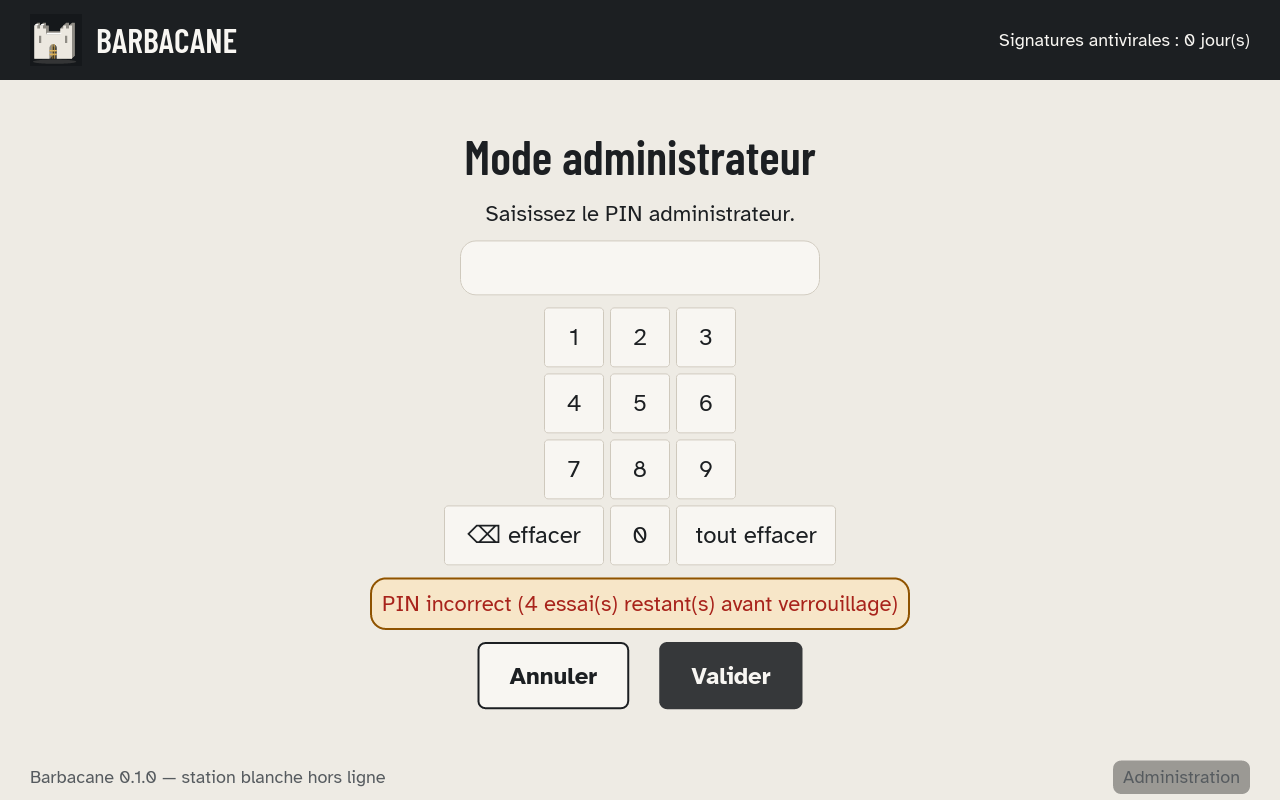 BARBACANE
Signatures antivirales : 0 jour(s)
Mode administrateur
Saisissez le PIN administrateur.
1 2 3
4 5 6
7 8 9
⌫ effacer 0 tout effacer
PIN incorrect (4 essai(s) restant(s) avant verrouillage)
Annuler Valider
Barbacane 0.1.0 — station blanche hors ligne
Administration